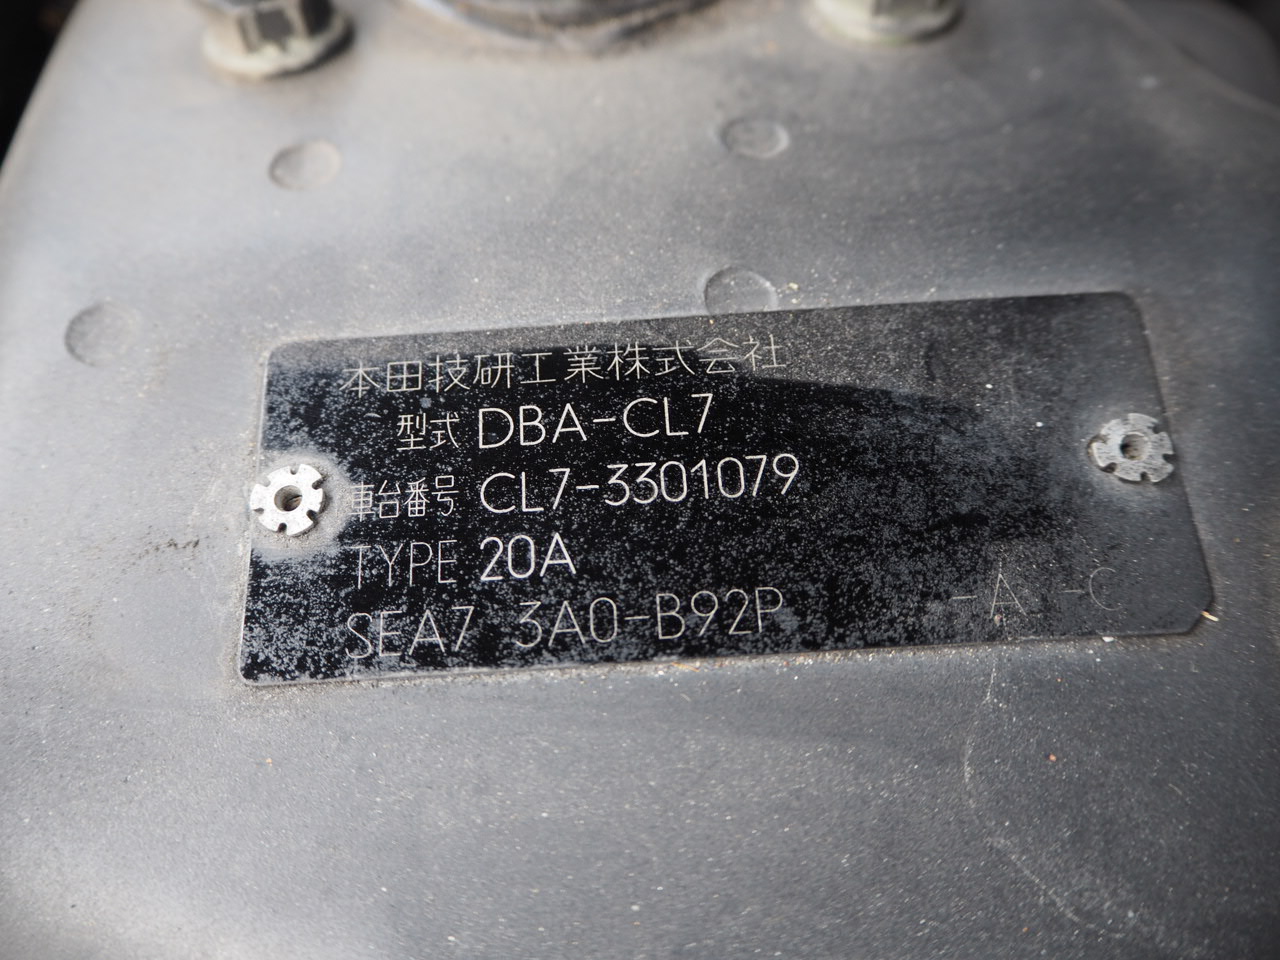 本田技研工業株式会社
型式 DBA-CL7
車台番号 CL7-3301079
TYPE 20A
SEA7 3A0-B92P -A -C